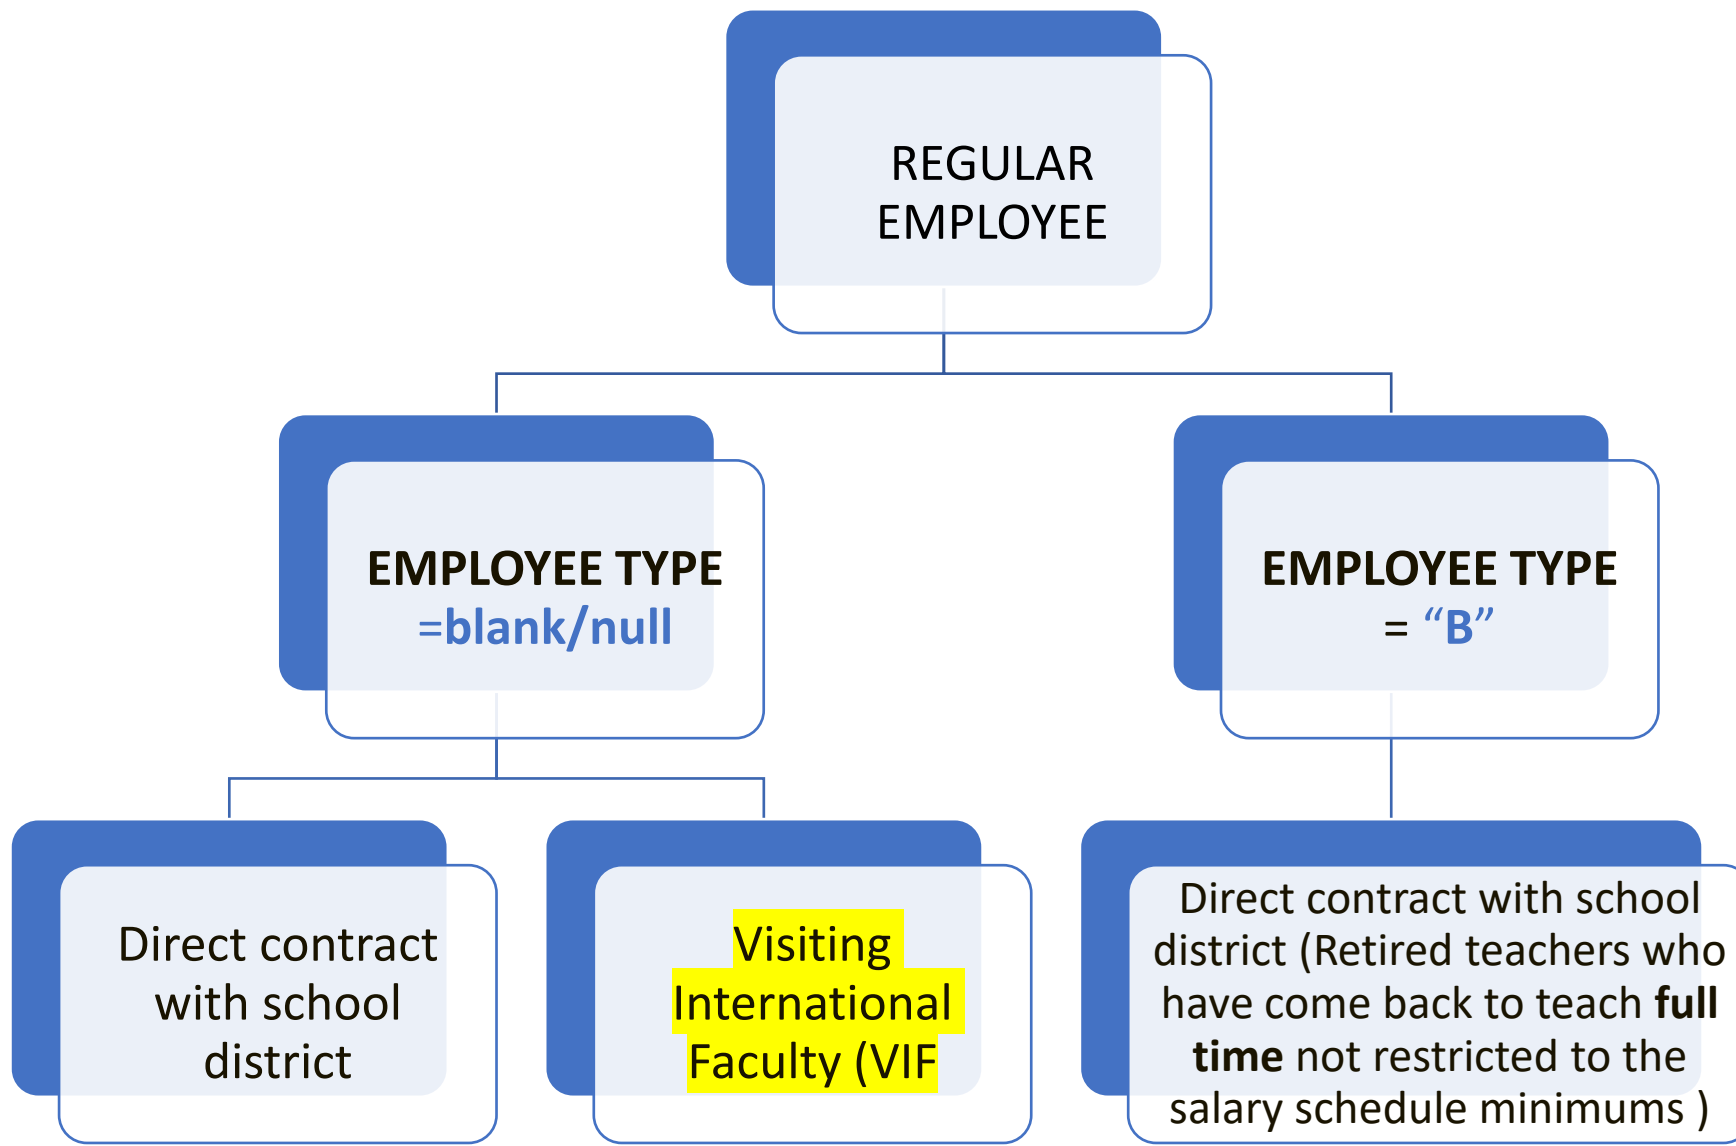 REGULAR
EMPLOYEE
EMPLOYEE TYPE
=blank/null
EMPLOYEE TYPE
= “B”
Direct contract
with school
district
Visiting
International
Faculty (VIF
Direct contract with school
district (Retired teachers who
have come back to teach full
time not restricted to the
salary schedule minimums )